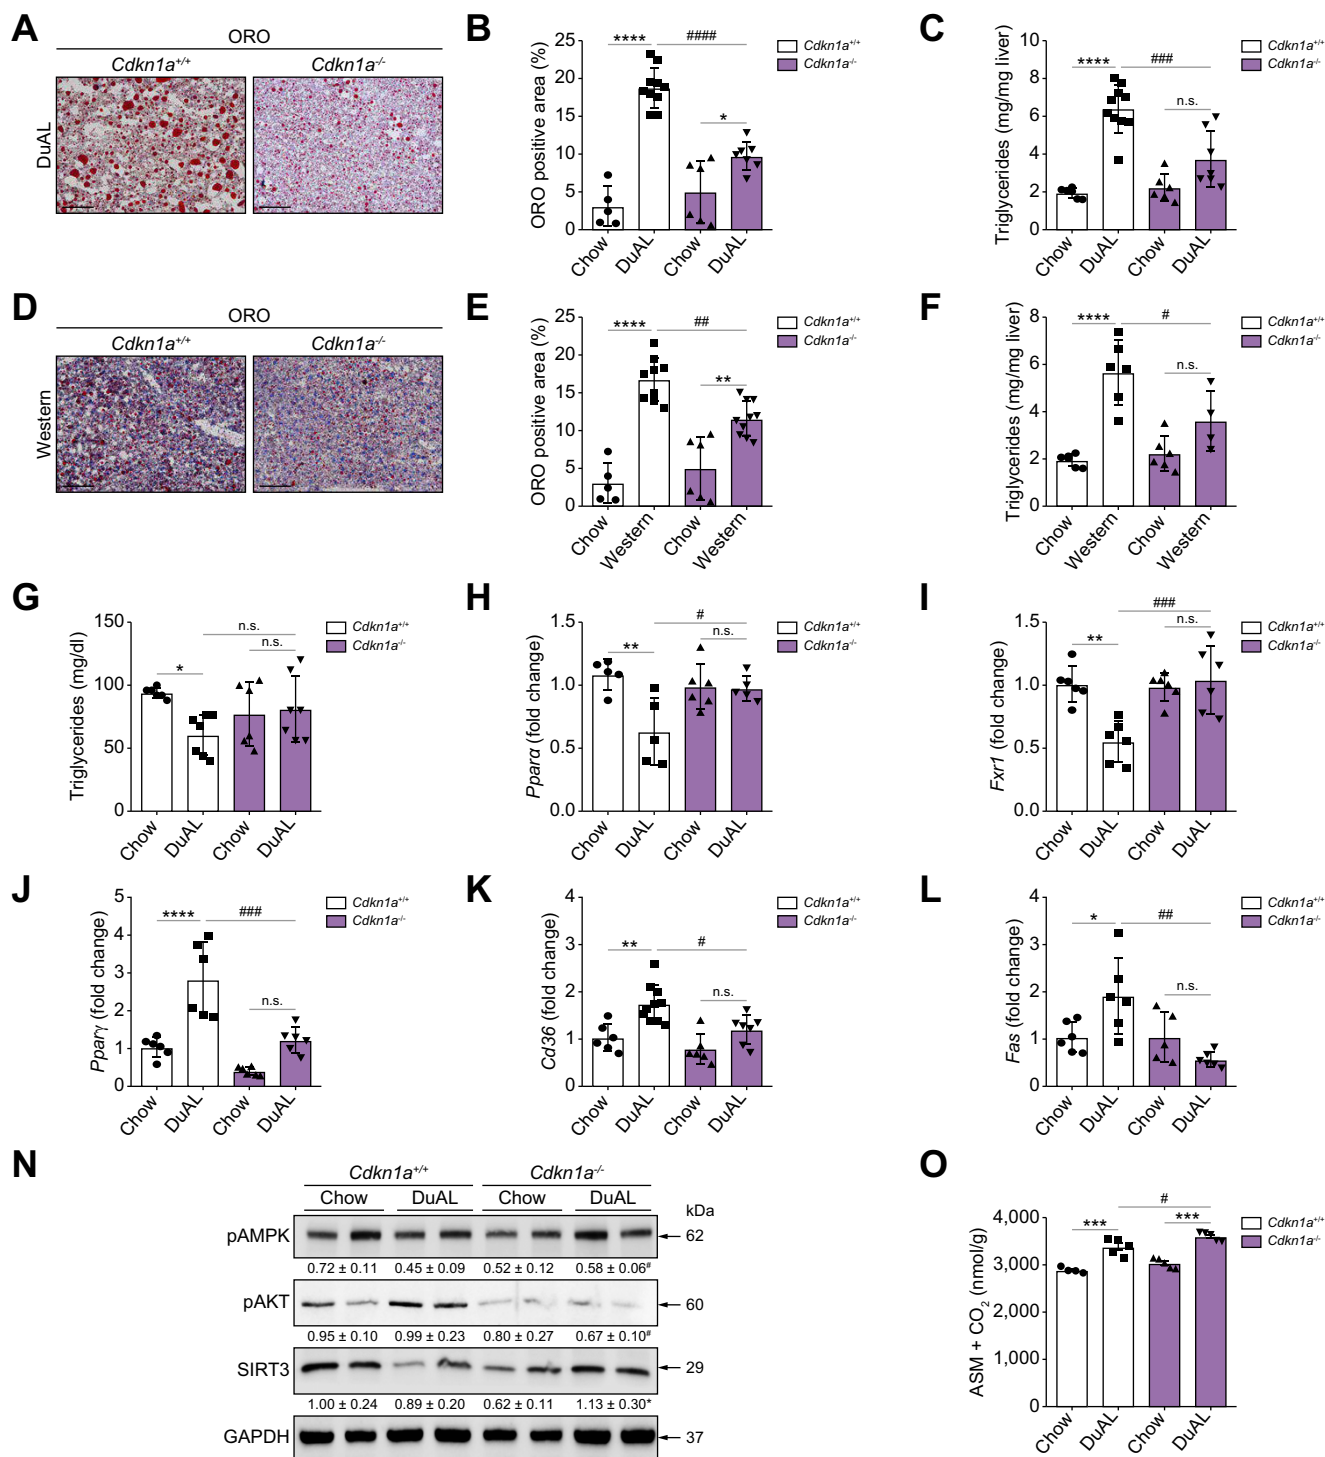 A
ORO
Cdkn1a+/+ Cdkn1a-/-
DuAL
B
ORO positive area (%)
25
20
15
10
5
0
**** ####
*
Chow DuAL Chow DuAL
Cdkn1a+/+
Cdkn1a-/-
C
Triglycerides (mg/mg liver)
10
8
6
4
2
0
**** ###
n.s.
Chow DuAL Chow DuAL
Cdkn1a+/+
Cdkn1a-/-
D
ORO
Cdkn1a+/+ Cdkn1a-/-
Western
E
ORO positive area (%)
25
20
15
10
5
0
**** ##
**
Chow Western Chow Western
Cdkn1a+/+
Cdkn1a-/-
F
Triglycerides (mg/mg liver)
8
6
4
2
0
**** #
n.s.
Chow Western Chow Western
Cdkn1a+/+
Cdkn1a-/-
G
Triglycerides (mg/dl)
150
100
50
0
n.s.
* n.s.
Chow DuAL Chow DuAL
Cdkn1a+/+
Cdkn1a-/-
H
Pparα (fold change)
1.5
1.0
0.5
0
#
** n.s.
Chow DuAL Chow DuAL
Cdkn1a+/+
Cdkn1a-/-
I
Fxr1 (fold change)
1.5
1.0
0.5
0
###
** n.s.
Chow DuAL Chow DuAL
Cdkn1a+/+
Cdkn1a-/-
J
Pparγ (fold change)
5
4
3
2
1
0
**** ###
n.s.
Chow DuAL Chow DuAL
Cdkn1a+/+
Cdkn1a-/-
K
Cd36 (fold change)
4
3
2
1
0
** #
n.s.
Chow DuAL Chow DuAL
Cdkn1a+/+
Cdkn1a-/-
L
Fas (fold change)
4
3
2
1
0
* ##
n.s.
Chow DuAL Chow DuAL
Cdkn1a+/+
Cdkn1a-/-
N
Cdkn1a+/+ Cdkn1a-/-
Chow DuAL Chow DuAL
kDa
pAMPK 62
0.72 ± 0.11 0.45 ± 0.09 0.52 ± 0.12 0.58 ± 0.06#
pAKT 60
0.95 ± 0.10 0.99 ± 0.23 0.80 ± 0.27 0.67 ± 0.10#
SIRT3 29
1.00 ± 0.24 0.89 ± 0.20 0.62 ± 0.11 1.13 ± 0.30*
GAPDH 37
O
ASM + CO2 (nmol/g)
4,000
3,000
2,000
1,000
0
#
*** ***
Chow DuAL Chow DuAL
Cdkn1a+/+
Cdkn1a-/-